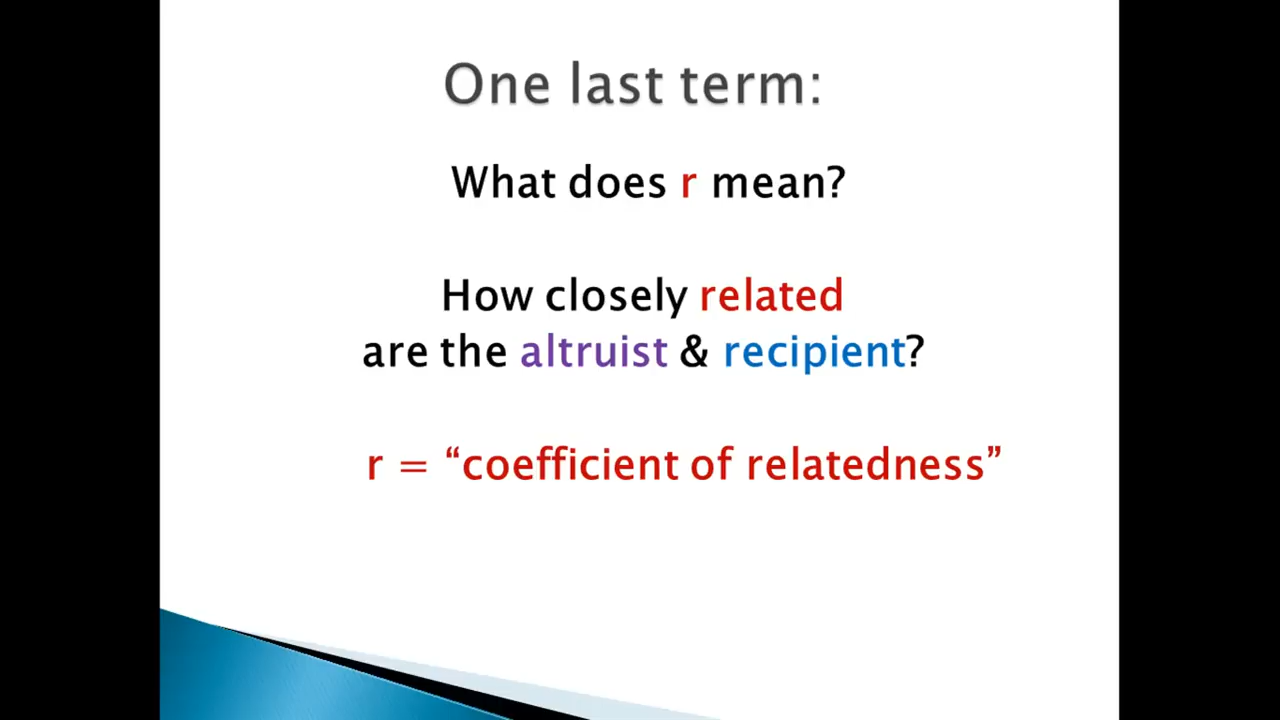 One last term:
What does r mean?
How closely related
are the altruist & recipient?
r = “coefficient of relatedness”